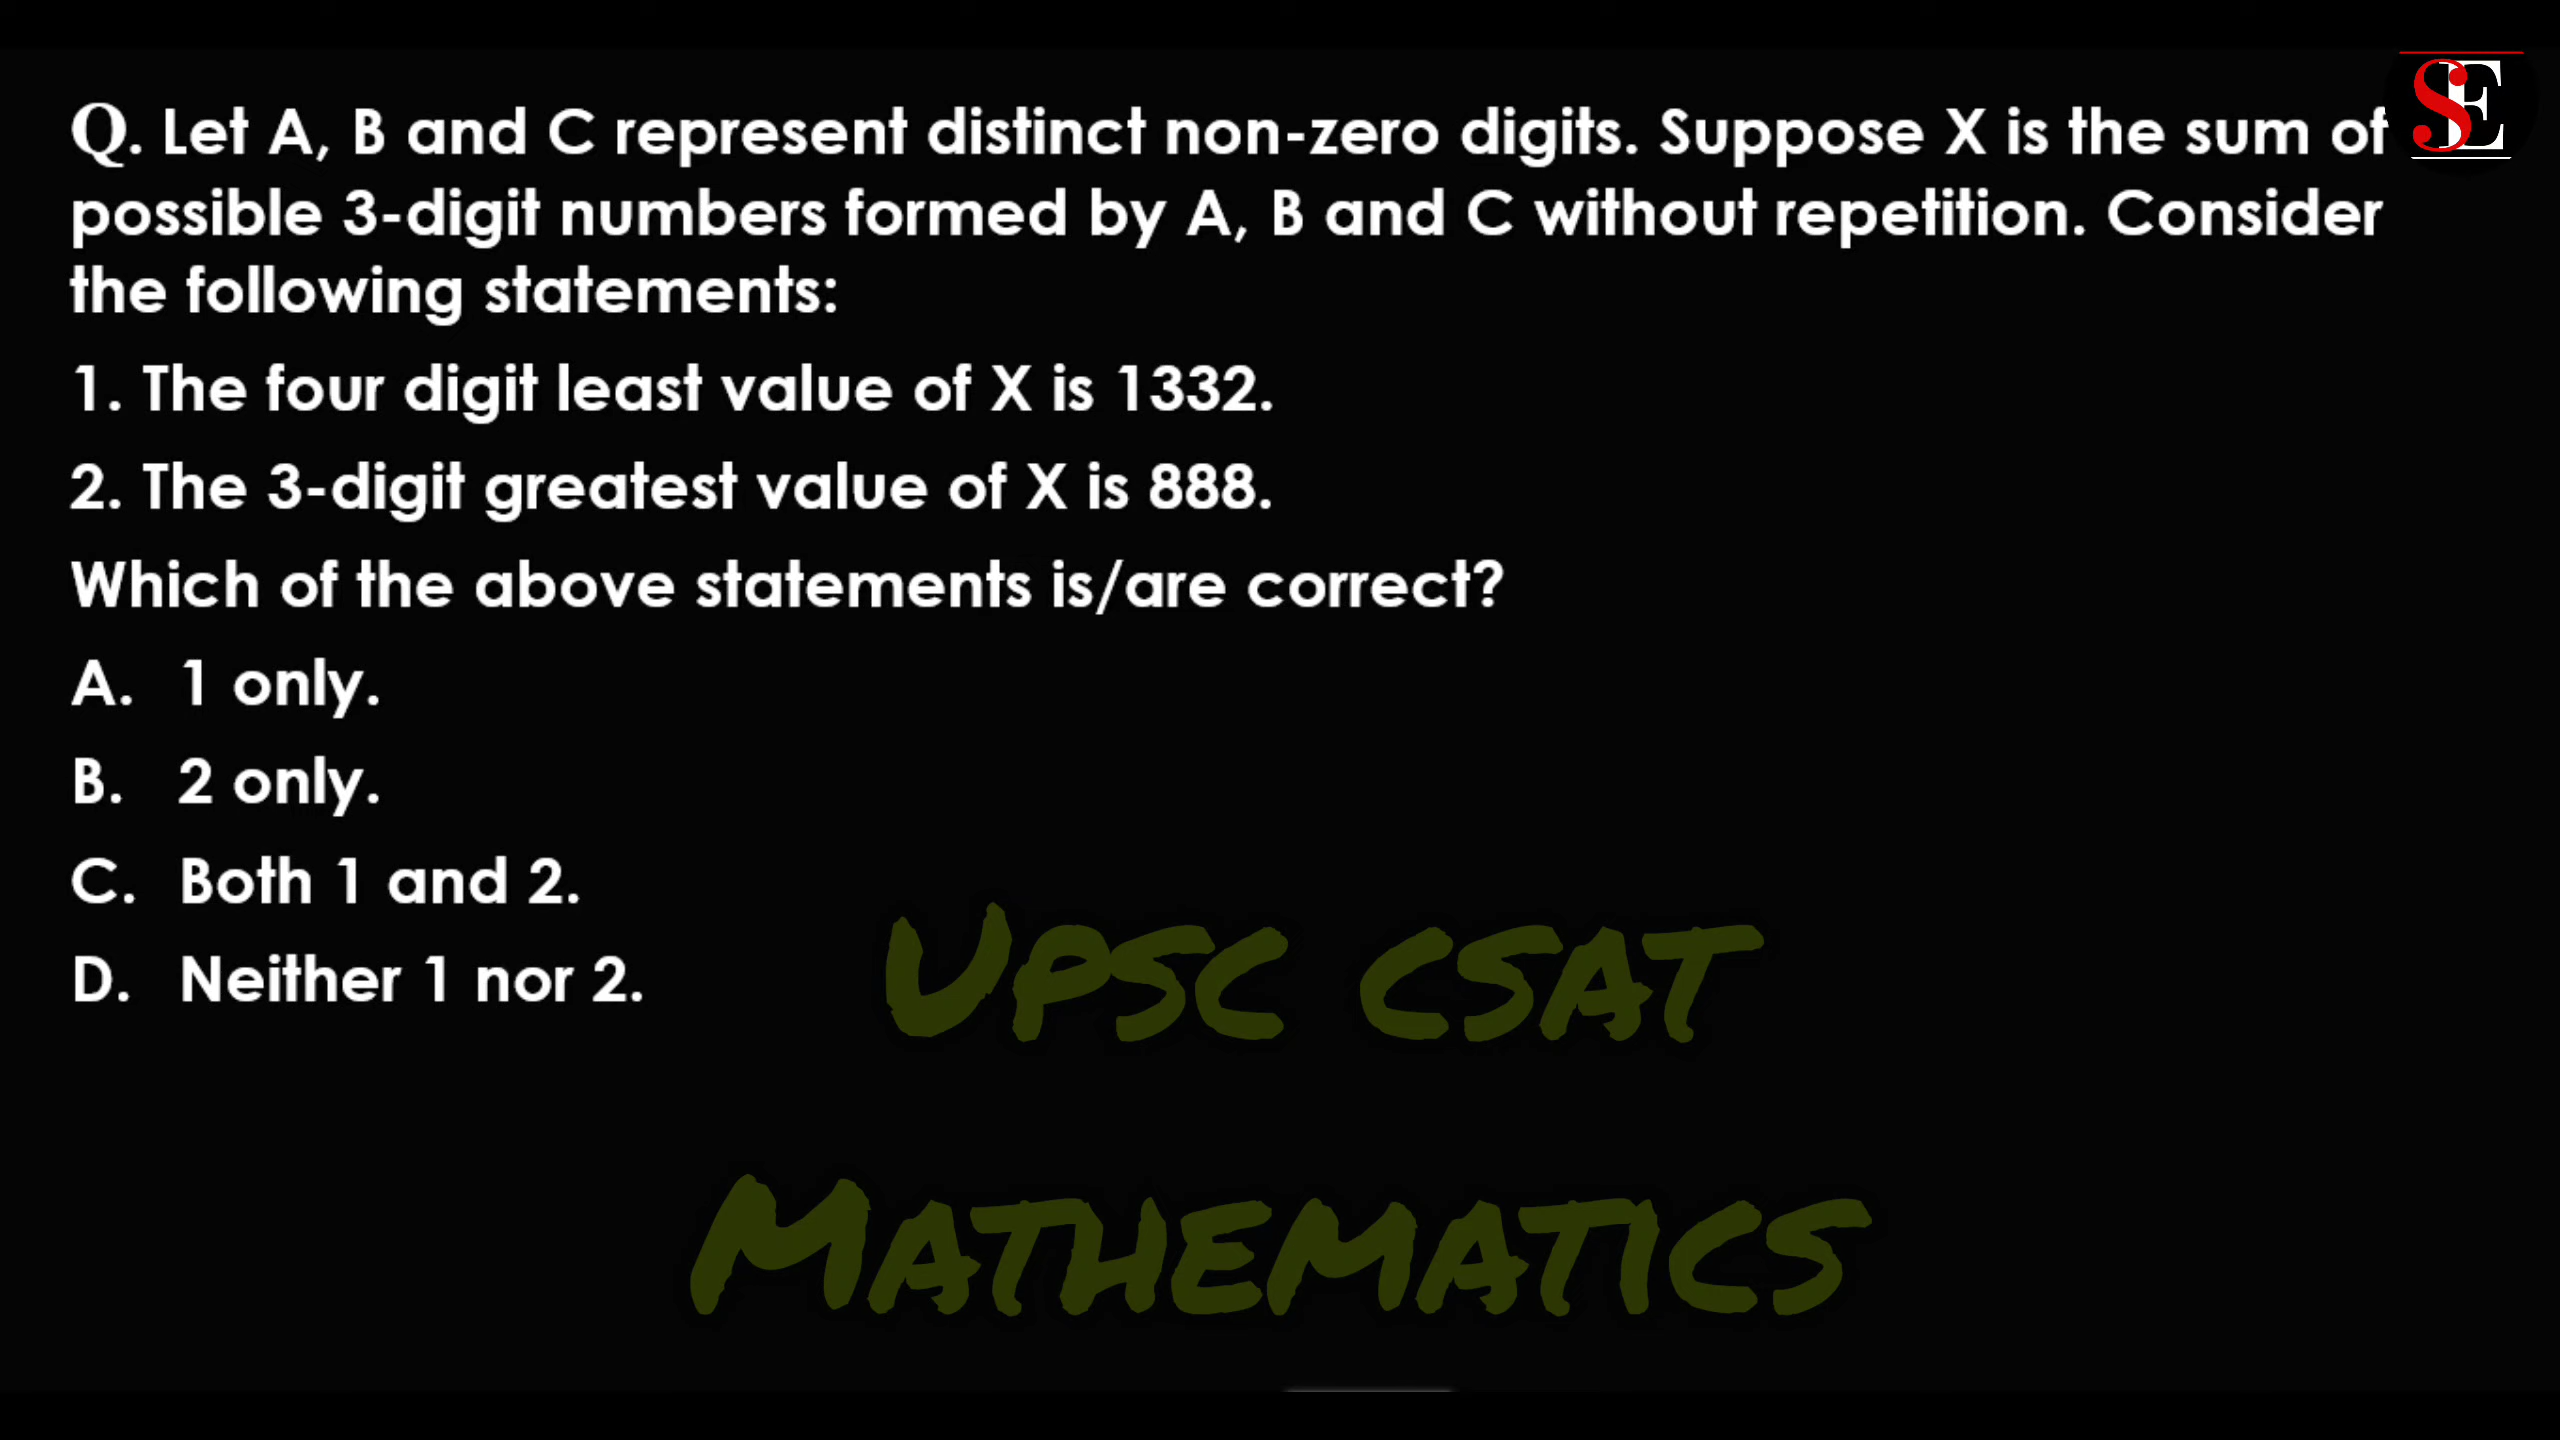 SE
Q. Let A, B and C represent distinct non-zero digits. Suppose X is the sum of
possible 3-digit numbers formed by A, B and C without repetition. Consider
the following statements:
1. The four digit least value of X is 1332.
2. The 3-digit greatest value of X is 888.
Which of the above statements is/are correct?
A. 1 only.
B. 2 only.
C. Both 1 and 2.
D. Neither 1 nor 2.
UPSC CSAT
MATHEMATICS